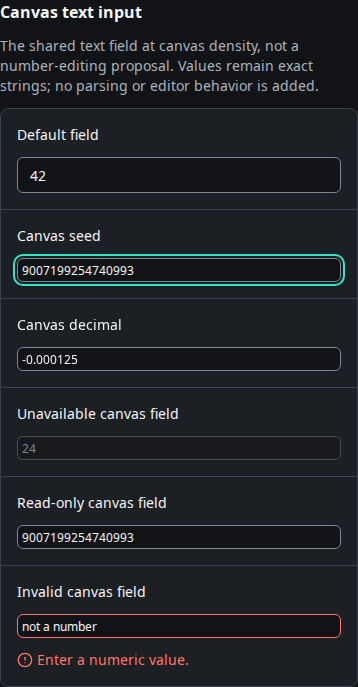 Canvas text input
The shared text field at canvas density, not a
number-editing proposal. Values remain exact
strings; no parsing or editor behavior is added.
Default field
42
Canvas seed
9007199254740993
Canvas decimal
-0.000125
Unavailable canvas field
24
Read-only canvas field
9007199254740993
Invalid canvas field
not a number
Enter a numeric value.